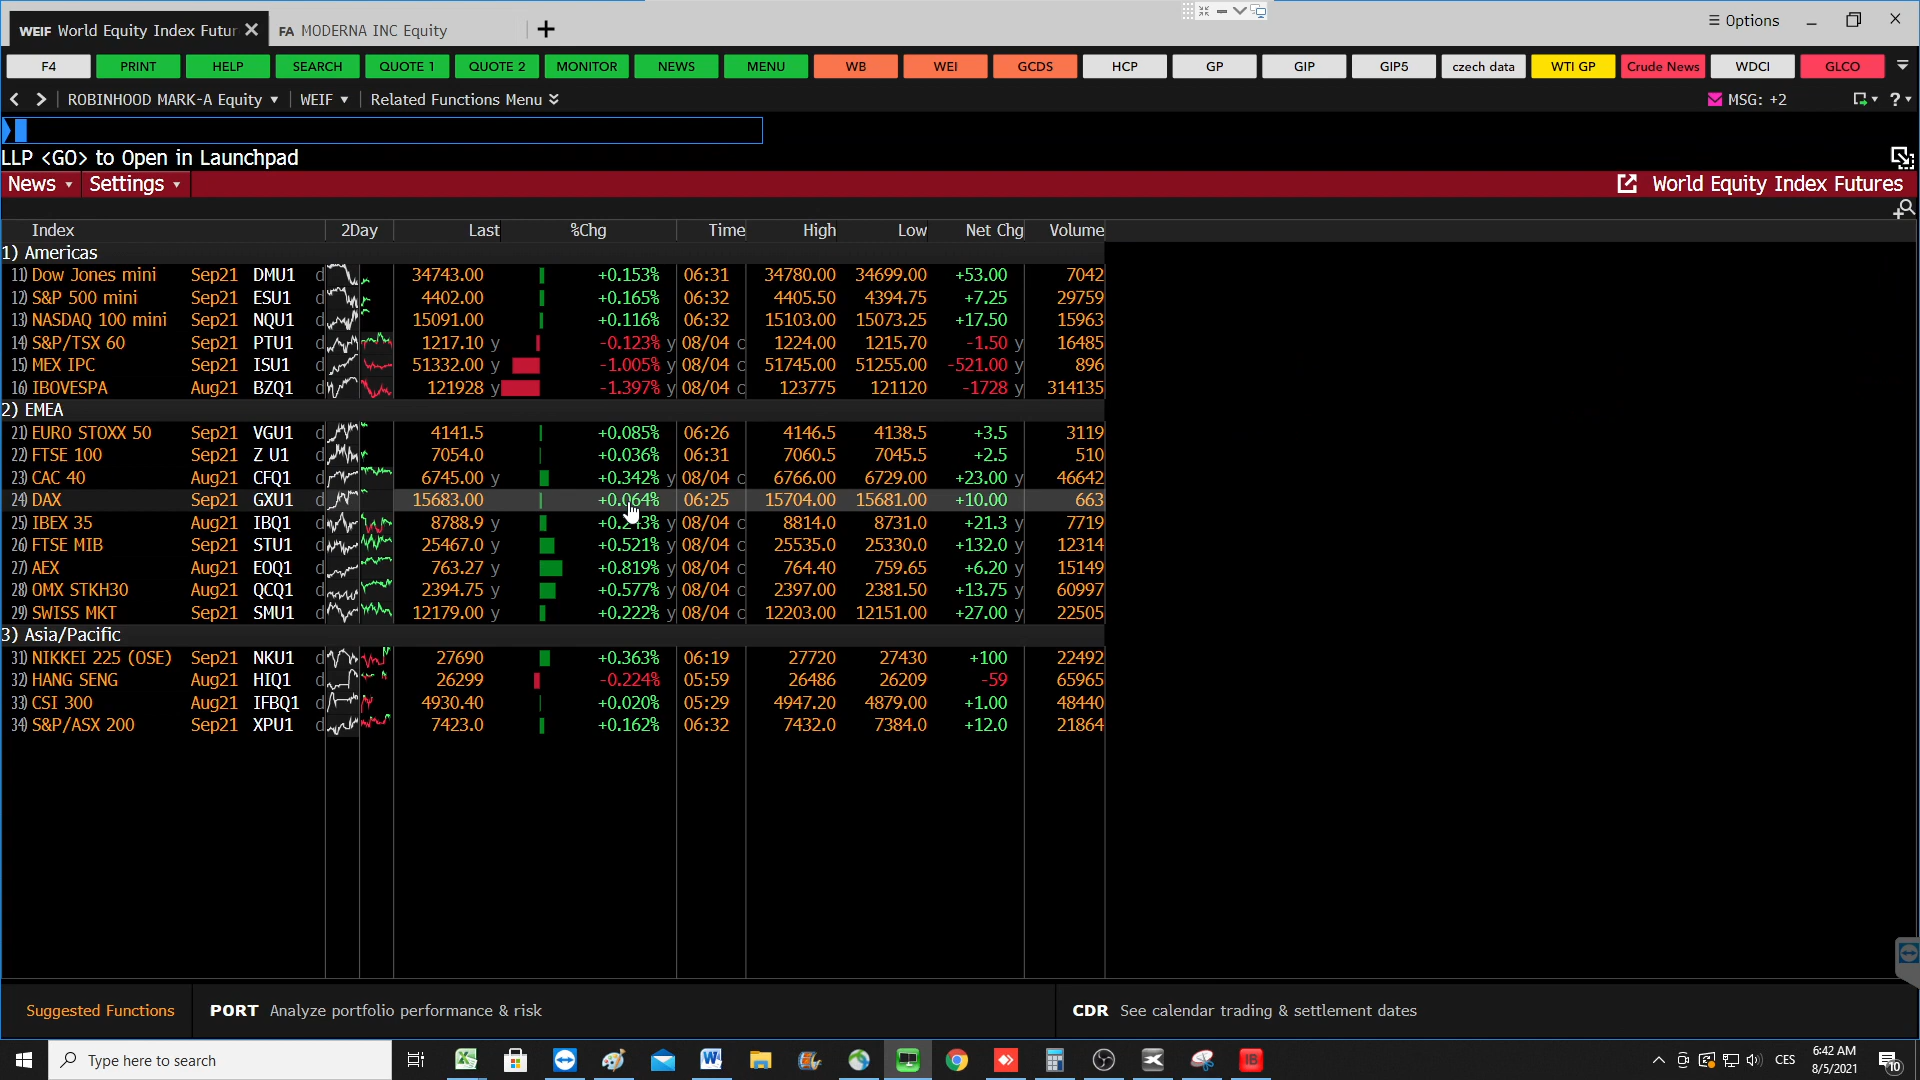 WEIF World Equity Index Futur
FA MODERNA INC Equity
Options
F4 PRINT HELP SEARCH QUOTE 1 QUOTE 2 MONITOR NEWS MENU WB WEI GCDS HCP GP GIP GIP5 czech data WTI GP Crude News WDCI GLCO
ROBINHOOD MARK-A Equity WEIF Related Functions Menu MSG: +2 ?
LLP <GO> to Open in Launchpad
News Settings World Equity Index Futures
Index 2Day Last %Chg Time High Low Net Chg Volume
1) Americas
11) Dow Jones mini Sep21 DMU1 d 34743.00 +0.153% 06:31 34780.00 34699.00 +53.00 7042
12) S&P 500 mini Sep21 ESU1 d 4402.00 +0.165% 06:32 4405.50 4394.75 +7.25 29759
13) NASDAQ 100 mini Sep21 NQU1 d 15091.00 +0.116% 06:32 15103.00 15073.25 +17.50 15963
14) S&P/TSX 60 Sep21 PTU1 d 1217.10 y -0.123% y 08/04 c 1224.00 1215.70 -1.50 y 16485
15) MEX IPC Sep21 ISU1 d 51332.00 y -1.005% y 08/04 c 51745.00 51255.00 -521.00 y 896
16) IBOVESPA Aug21 BZQ1 d 121928 y -1.397% y 08/04 c 123775 121120 -1728 y 314135
2) EMEA
21) EURO STOXX 50 Sep21 VGU1 d 4141.5 +0.085% 06:26 4146.5 4138.5 +3.5 3119
22) FTSE 100 Sep21 Z U1 d 7054.0 +0.036% 06:31 7060.5 7045.5 +2.5 510
23) CAC 40 Aug21 CFQ1 d 6745.00 y +0.342% y 08/04 c 6766.00 6729.00 +23.00 y 46642
24) DAX Sep21 GXU1 d 15683.00 +0.064% 06:25 15704.00 15681.00 +10.00 663
25) IBEX 35 Aug21 IBQ1 d 8788.9 y +0.243% y 08/04 c 8814.0 8731.0 +21.3 y 7719
26) FTSE MIB Sep21 STU1 d 25467.0 y +0.521% y 08/04 c 25535.0 25330.0 +132.0 y 12314
27) AEX Aug21 EOQ1 d 763.27 y +0.819% y 08/04 c 764.40 759.65 +6.20 y 15149
28) OMX STKH30 Aug21 QCQ1 d 2394.75 y +0.577% y 08/04 c 2397.00 2381.50 +13.75 y 60997
29) SWISS MKT Sep21 SMU1 d 12179.00 y +0.222% y 08/04 c 12203.00 12151.00 +27.00 y 22505
3) Asia/Pacific
31) NIKKEI 225 (OSE) Sep21 NKU1 d 27690 +0.363% 06:19 27720 27430 +100 22492
32) HANG SENG Aug21 HIQ1 d 26299 -0.224% 05:59 26486 26209 -59 65965
33) CSI 300 Aug21 IFBQ1 d 4930.40 +0.020% 05:29 4947.20 4879.00 +1.00 48440
34) S&P/ASX 200 Sep21 XPU1 d 7423.0 +0.162% 06:32 7432.0 7384.0 +12.0 21864
Suggested Functions PORT Analyze portfolio performance & risk CDR See calendar trading & settlement dates
Type here to search IB CES 6:42 AM
8/5/2021 10